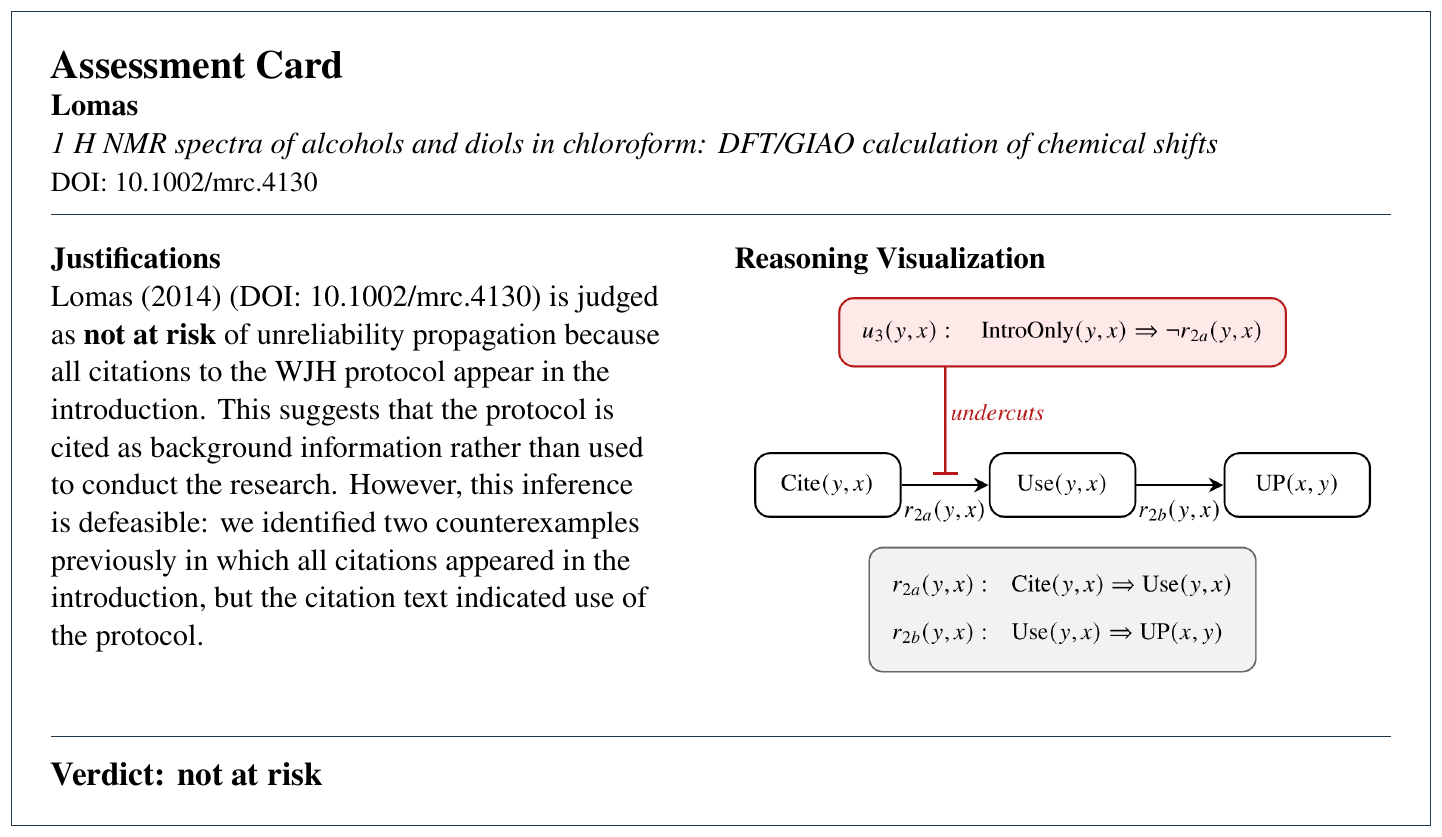 Assessment Card
Lomas
1 H NMR spectra of alcohols and diols in chloroform: DFT/GIAO calculation of chemical shifts
DOI: 10.1002/mrc.4130
Justifications
Lomas (2014) (DOI: 10.1002/mrc.4130) is judged
as not at risk of unreliability propagation because
all citations to the WJH protocol appear in the
introduction. This suggests that the protocol is
cited as background information rather than used
to conduct the research. However, this inference
is defeasible: we identified two counterexamples
previously in which all citations appeared in the
introduction, but the citation text indicated use of
the protocol.
Reasoning Visualization
u₃(y, x) : IntroOnly(y, x) ⇒ ¬r₂ₐ(y, x)
undercuts
Cite(y, x)
r₂ₐ(y, x)
Use(y, x)
r₂b(y, x)
UP(x, y)
r₂ₐ(y, x) : Cite(y, x) ⇒ Use(y, x)
r₂b(y, x) : Use(y, x) ⇒ UP(x, y)
Verdict: not at risk